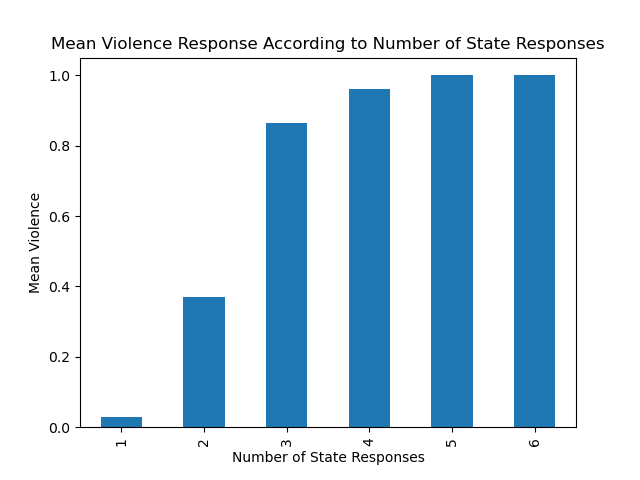 Mean Violence Response According to Number of State Responses
1.0
0.8
0.6
0.4
0.2
0.0
Mean Violence
1 2 3 4 5 6
Number of State Responses